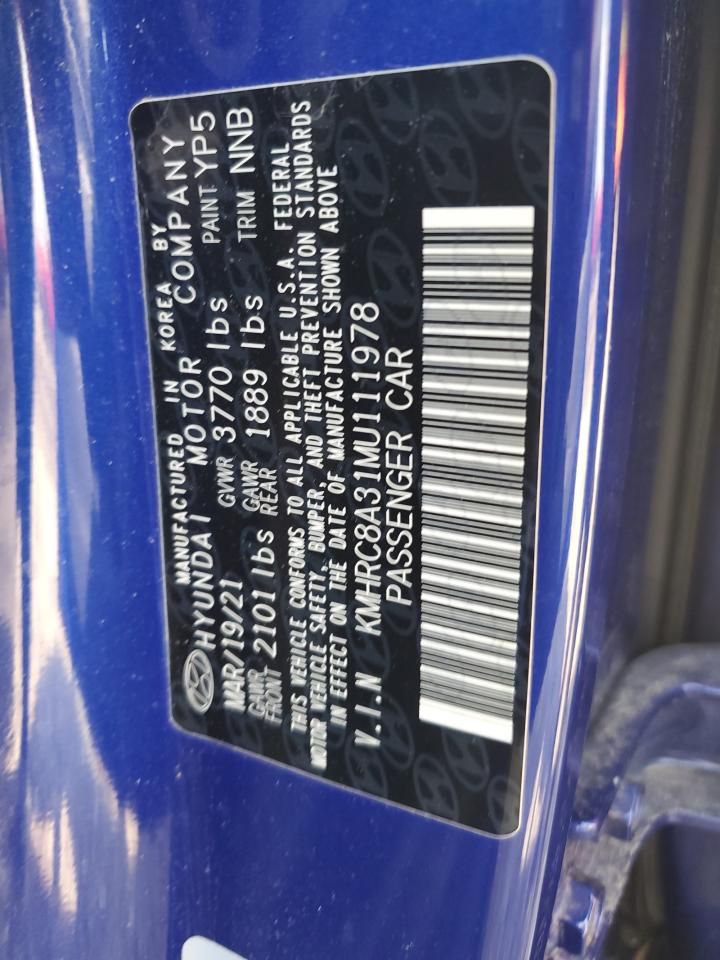 MANUFACTURED IN KOREA BY
HYUNDAI MOTOR COMPANY
MAR/19/21 GVWR 3770 lbs PAINT YP5
GAWR FRONT 2101 lbs GAWR REAR 1889 lbs TRIM NNB
THIS VEHICLE CONFORMS TO ALL APPLICABLE U.S.A. FEDERAL
MOTOR VEHICLE SAFETY, BUMPER, AND THEFT PREVENTION STANDARDS
IN EFFECT ON THE DATE OF MANUFACTURE SHOWN ABOVE
V.I.N KMHRC8A31MU111978
PASSENGER CAR